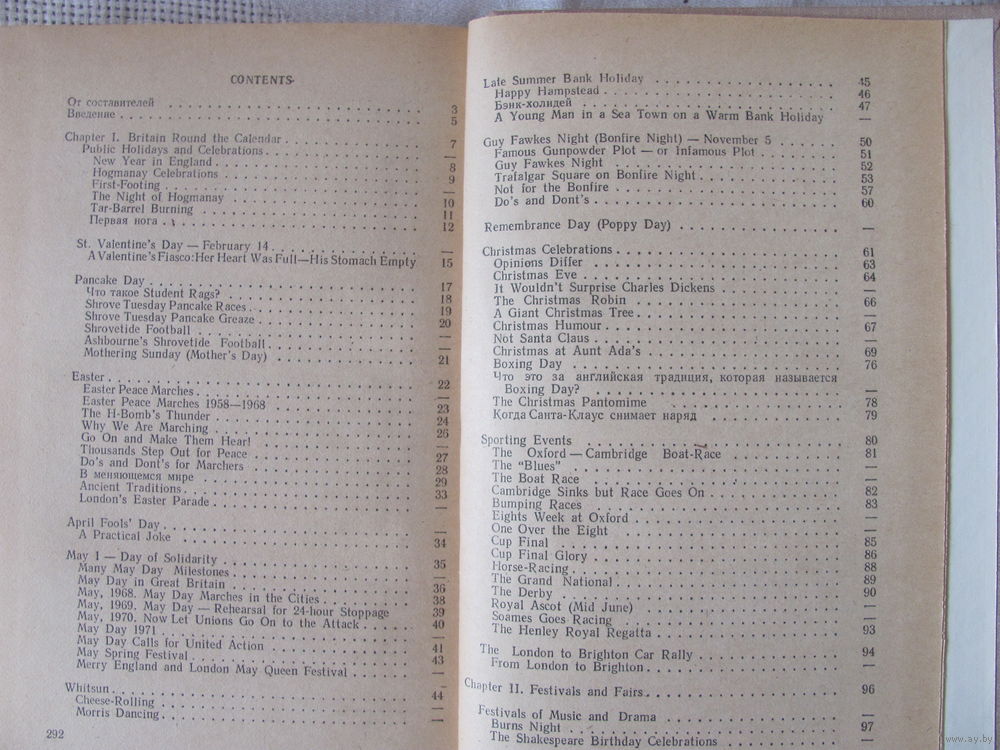 CONTENTS
От составителей 3
Введение 5
Chapter I. Britain Round the Calendar 7
Public Holidays and Celebrations —
New Year in England 8
Hogmanay Celebrations 9
First-Footing —
The Night of Hogmanay 10
Tar-Barrel Burning 11
Первая нога 12
St. Valentine's Day — February 14 —
A Valentine's Fiasco: Her Heart Was Full—His Stomach Empty 15
Pancake Day 17
Что такое Student Rags? 18
Shrove Tuesday Pancake Races 19
Shrove Tuesday Pancake Greaze 20
Shrovetide Football —
Ashbourne's Shrovetide Football —
Mothering Sunday (Mother's Day) 21
Easter 22
Easter Peace Marches —
Easter Peace Marches 1958—1968 23
The H-Bomb's Thunder 24
Why We Are Marching 26
Go On and Make Them Hear! —
Thousands Step Out for Peace 27
Do's and Dont's for Marchers 28
В меняющемся мире 29
Ancient Traditions 33
London's Easter Parade —
April Fools' Day —
A Practical Joke 34
May 1 — Day of Solidarity 35
Many May Day Milestones —
May Day in Great Britain 36
May, 1968. May Day Marches in the Cities 38
May, 1969. May Day — Rehearsal for 24-hour Stoppage 39
May, 1970. Now Let Unions Go On to the Attack 40
May Day 1971 —
May Day Calls for United Action 41
May Spring Festival 43
Merry England and London May Queen Festival —
Whitsun 44
Cheese-Rolling —
Morris Dancing —
292
Late Summer Bank Holiday 45
Happy Hampstead 46
Бэнк-холидей 47
A Young Man in a Sea Town on a Warm Bank Holiday —
Guy Fawkes Night (Bonfire Night) — November 5 50
Famous Gunpowder Plot — or Infamous Plot 51
Guy Fawkes Night 52
Trafalgar Square on Bonfire Night 53
Not for the Bonfire 57
Do's and Dont's 60
Remembrance Day (Poppy Day) —
Christmas Celebrations 61
Opinions Differ 63
Christmas Eve 64
It Wouldn't Surprise Charles Dickens —
The Christmas Robin 66
A Giant Christmas Tree —
Christmas Humour 67
Not Santa Claus —
Christmas at Aunt Ada's 69
Boxing Day 76
Что это за английская традиция, которая называется
Boxing Day? —
The Christmas Pantomime 78
Когда Санта-Клаус снимает наряд 79
Sporting Events 80
The Oxford — Cambridge Boat-Race 81
The "Blues" —
The Boat Race —
Cambridge Sinks but Race Goes On 82
Bumping Races 83
Eights Week at Oxford —
One Over the Eight —
Cup Final 85
Cup Final Glory 86
Horse-Racing 88
The Grand National 89
The Derby 90
Royal Ascot (Mid June) —
Soames Goes Racing —
The Henley Royal Regatta 93
The London to Brighton Car Rally 94
From London to Brighton —
Chapter II. Festivals and Fairs 96
Festivals of Music and Drama —
Burns Night 97
The Shakespeare Birthday Celebrations —
www.ay.by